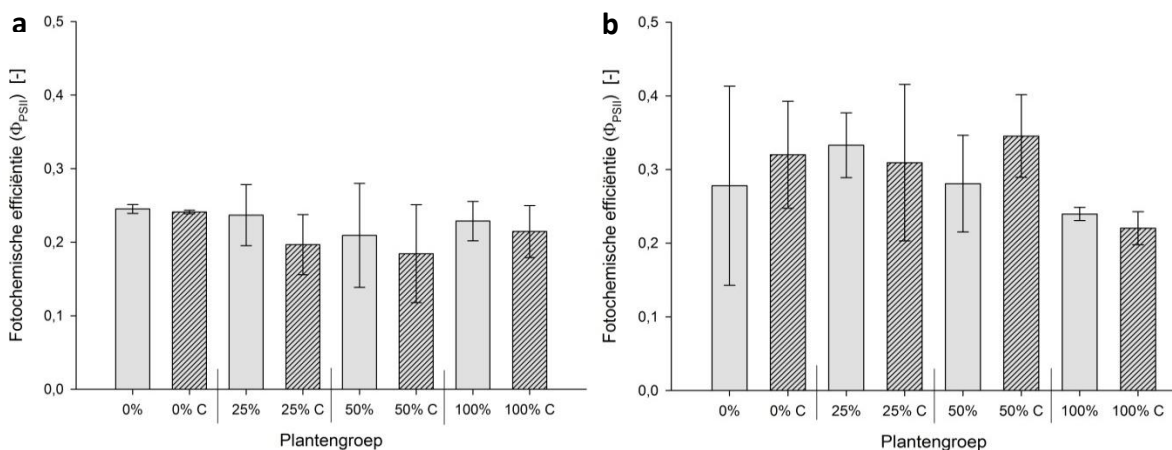 a
Fotochemische efficiëntie (ΦPSII) [-]
0,5
0,4
0,3
0,2
0,1
0,0
0% 0% C 25% 25% C 50% 50% C 100% 100% C
Plantengroep
b
Fotochemische efficiëntie (ΦPSII) [-]
0,5
0,4
0,3
0,2
0,1
0.0
0% 0% C 25% 25% C 50% 50% C 100% 100% C
Plantengroep